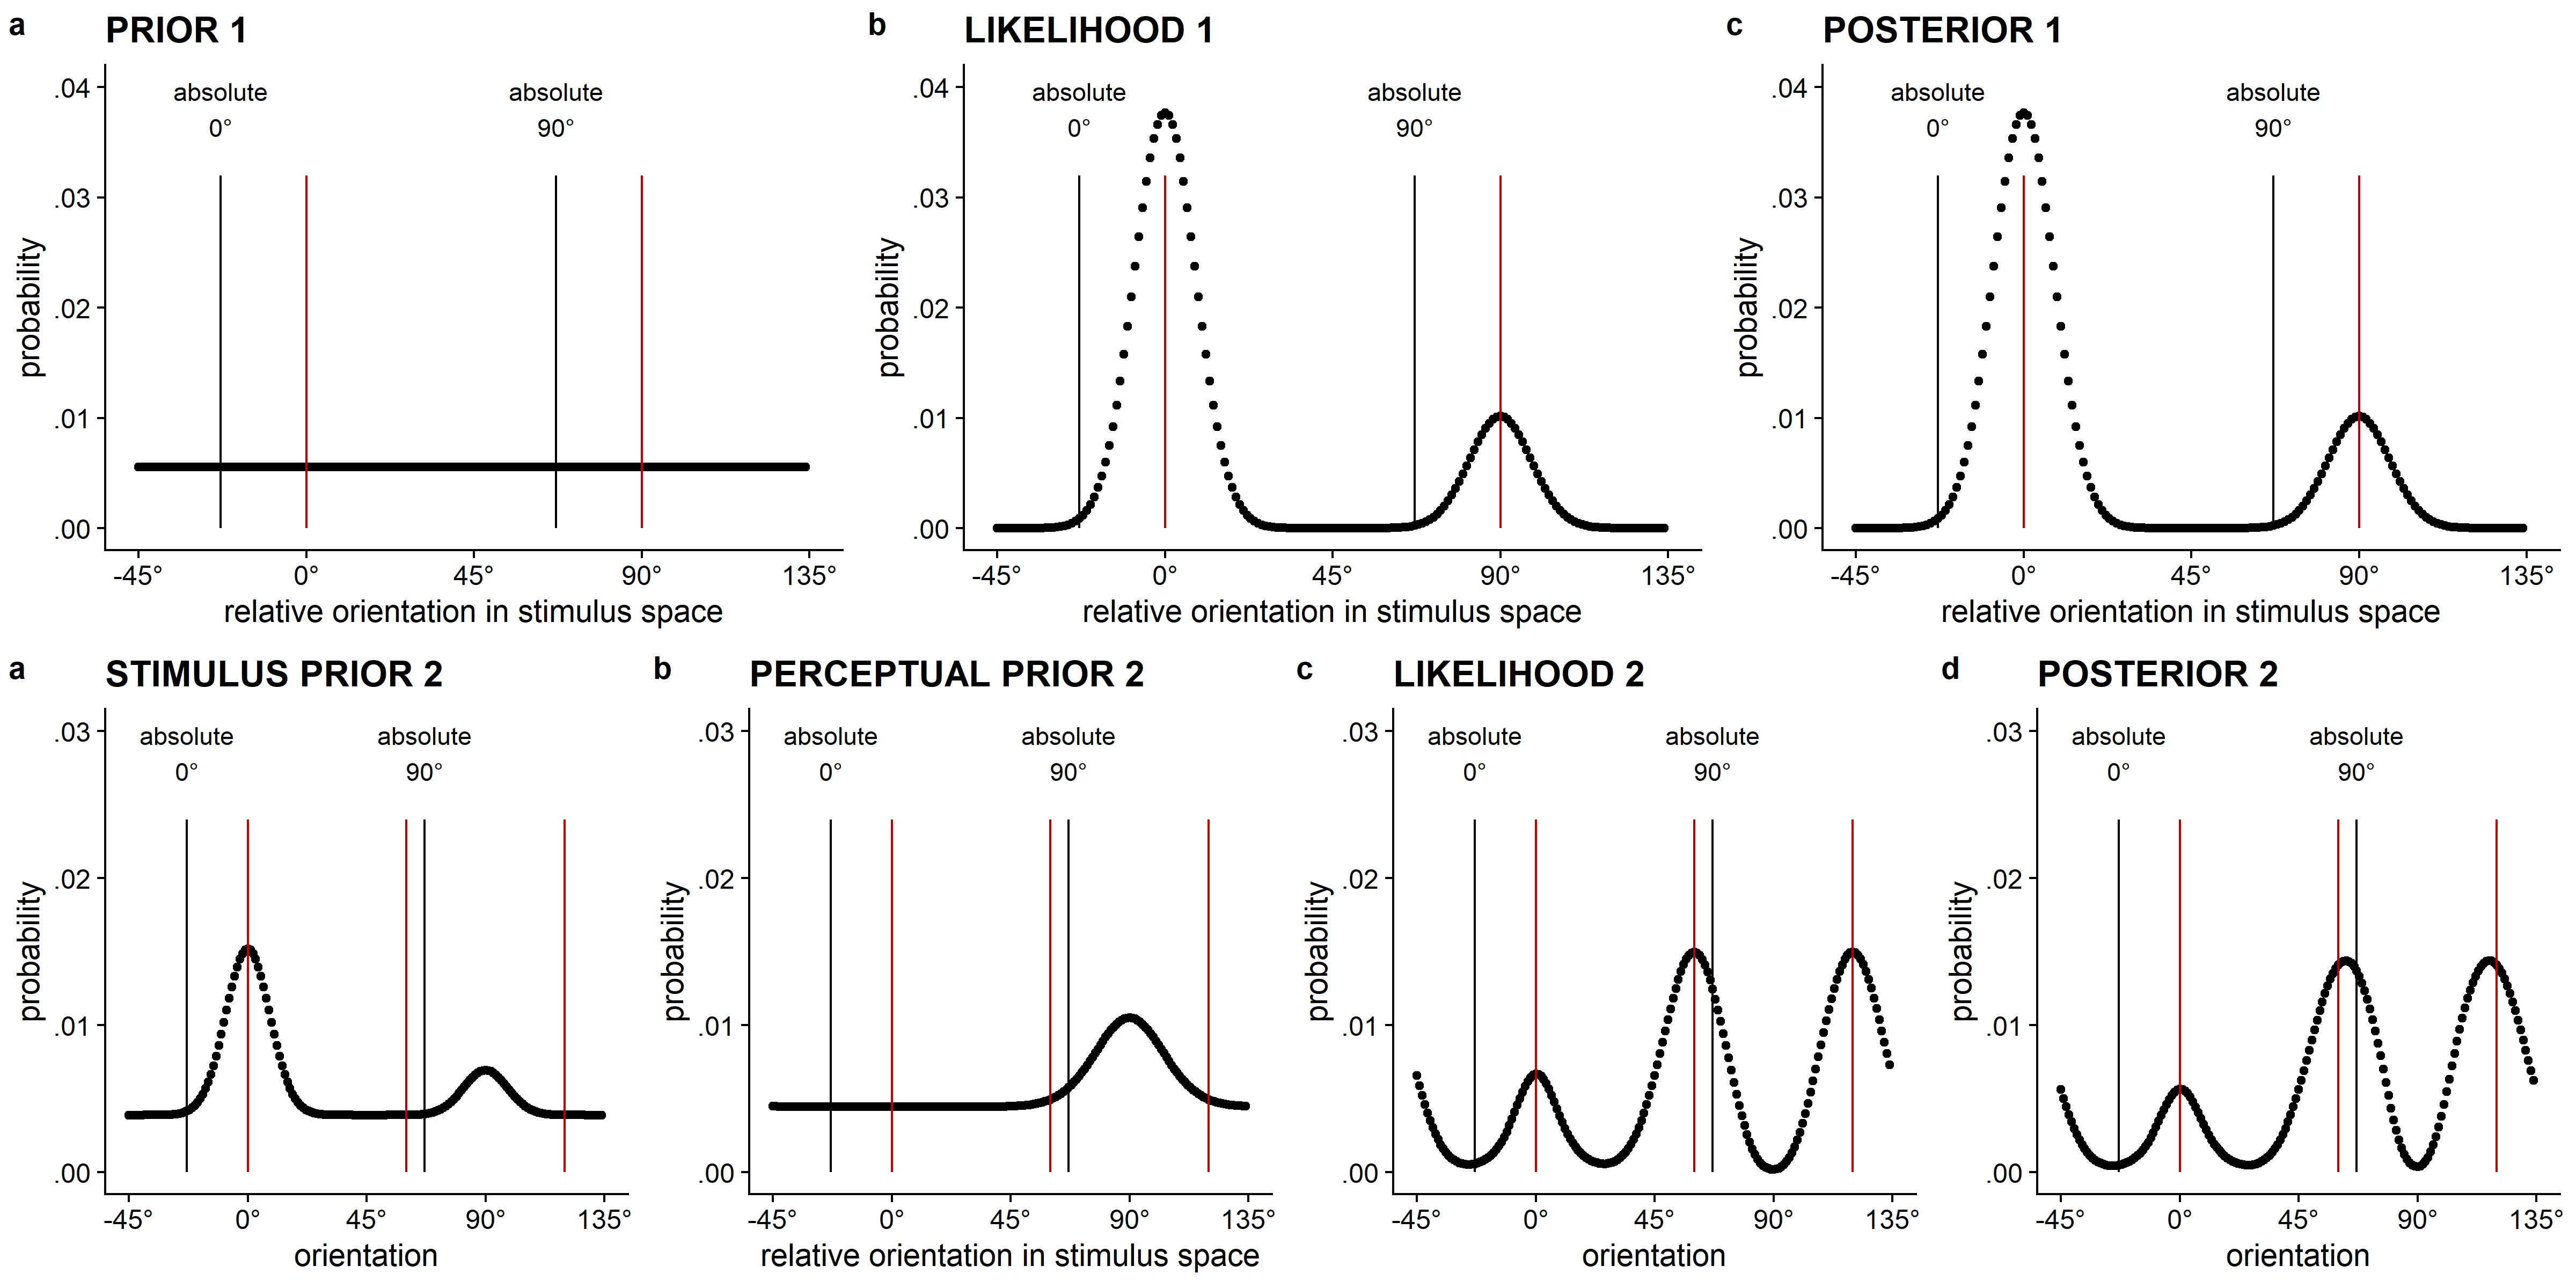 a PRIOR 1
absolute absolute
0° 90°
.04
.03
.02
.01
.00
probability
-45° 0° 45° 90° 135°
relative orientation in stimulus space
b LIKELIHOOD 1
absolute absolute
0° 90°
.04
.03
.02
.01
.00
probability
-45° 0° 45° 90° 135°
relative orientation in stimulus space
c POSTERIOR 1
absolute absolute
0° 90°
.04
.03
.02
.01
.00
probability
-45° 0° 45° 90° 135°
relative orientation in stimulus space
a STIMULUS PRIOR 2
absolute absolute
0° 90°
.03
.02
.01
.00
probability
-45° 0° 45° 90° 135°
orientation
b PERCEPTUAL PRIOR 2
absolute absolute
0° 90°
.03
.02
.01
.00
probability
-45° 0° 45° 90° 135°
relative orientation in stimulus space
c LIKELIHOOD 2
absolute absolute
0° 90°
.03
.02
.01
.00
probability
-45° 0° 45° 90° 135°
orientation
d POSTERIOR 2
absolute absolute
0° 90°
.03
.02
.01
.00
probability
-45° 0° 45° 90° 135°
orientation